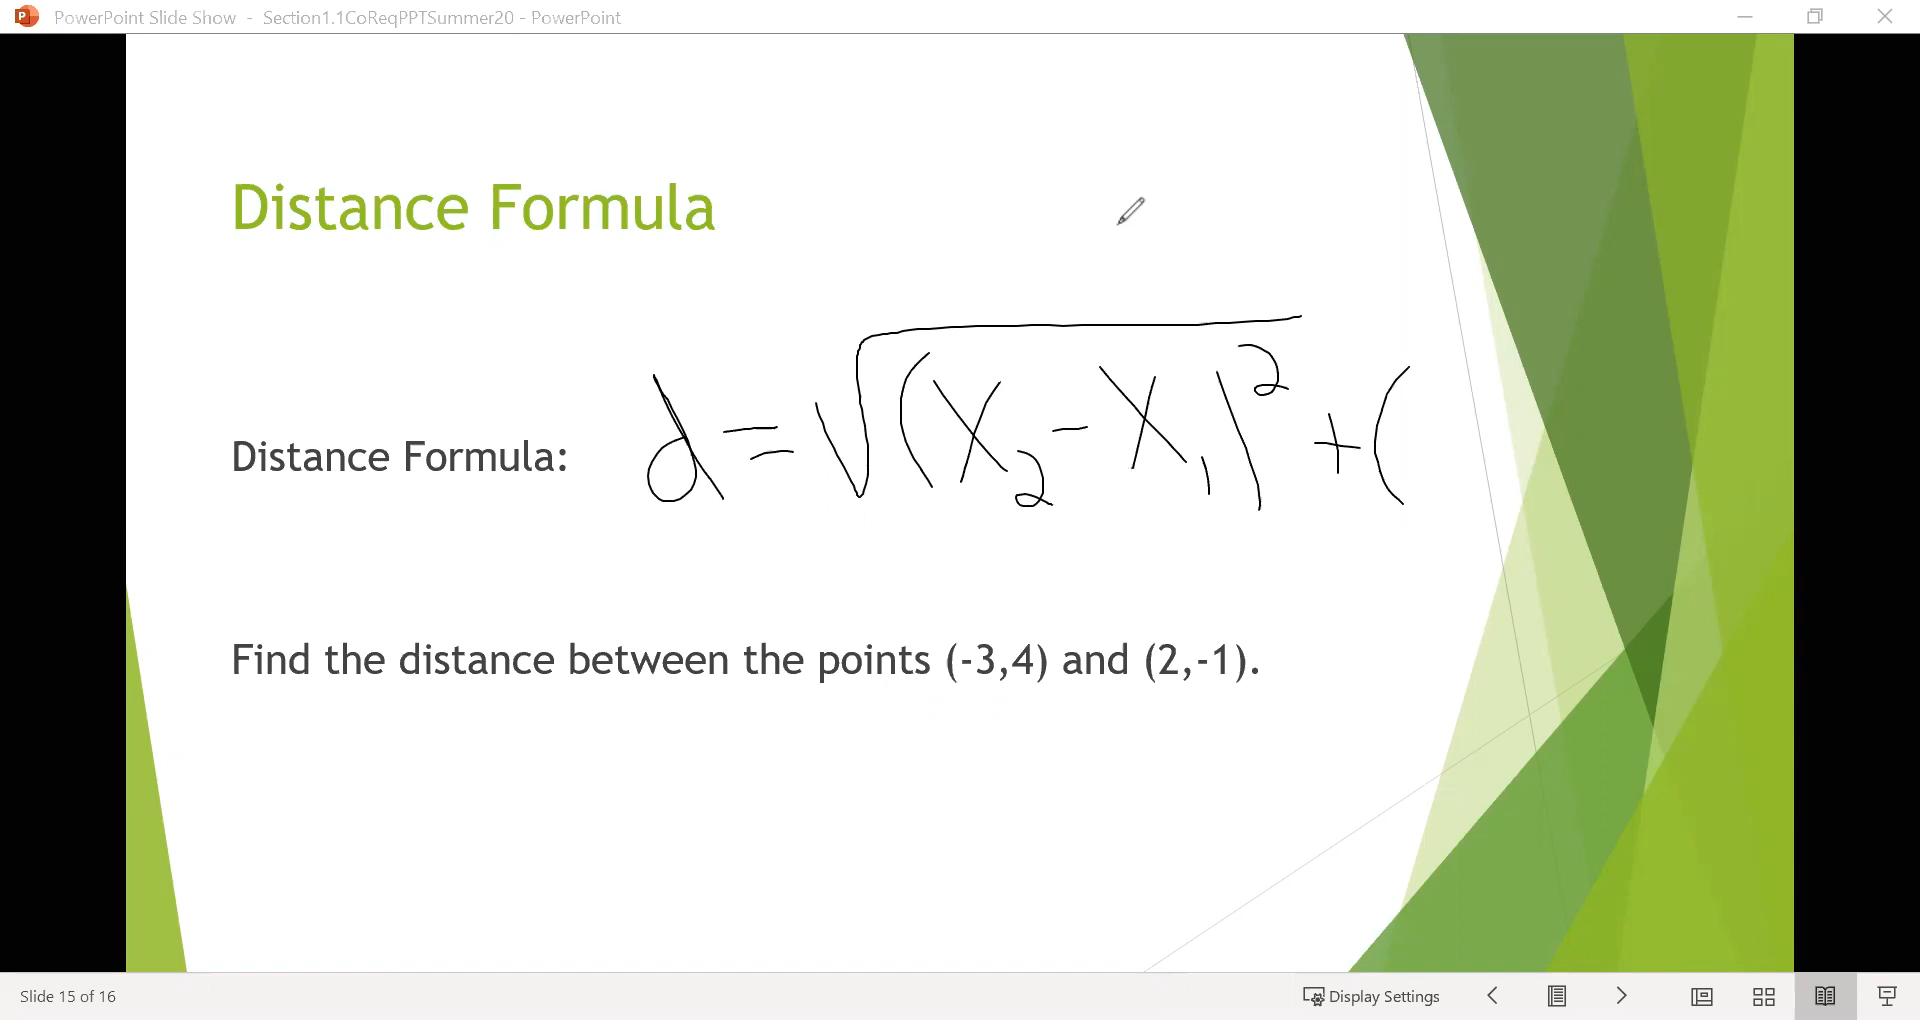 PowerPoint Slide Show - Section1.1CoReqPPTSummer20 - PowerPoint
Distance Formula
Distance Formula: d = √(x₂ - x₁)² + (
Find the distance between the points (-3,4) and (2,-1).
Slide 15 of 16
Display Settings